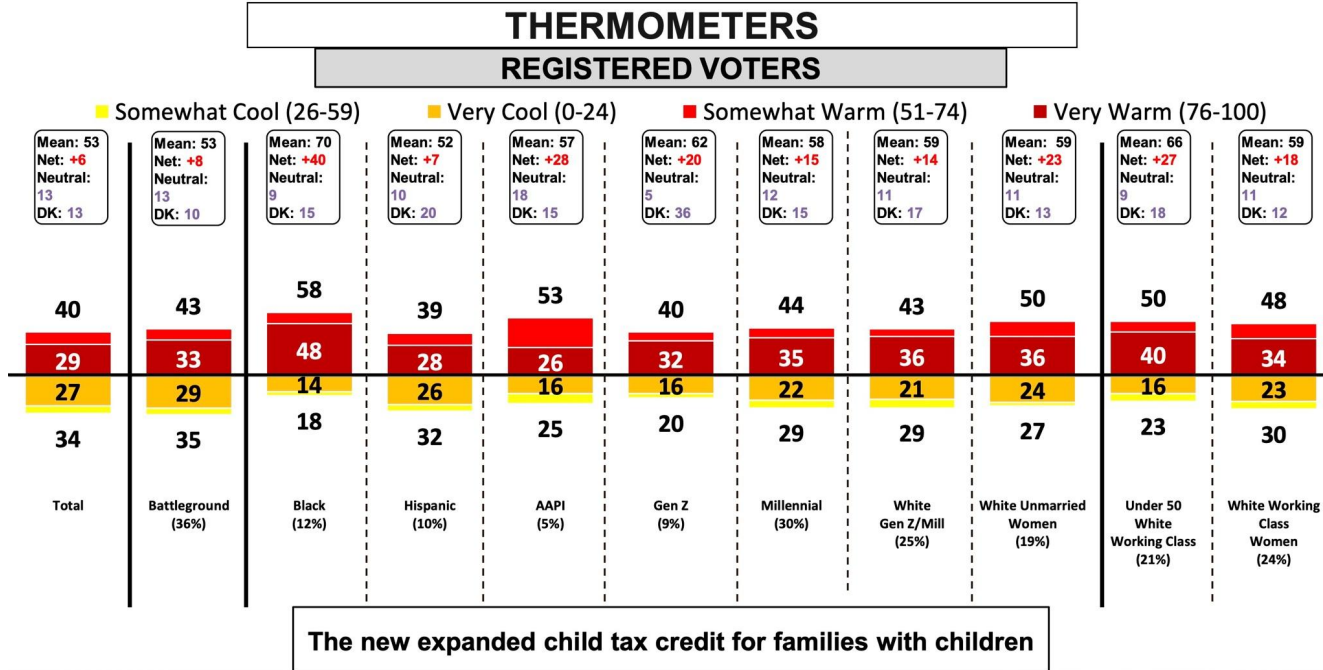 THERMOMETERS
REGISTERED VOTERS
Somewhat Cool (26-59) Very Cool (0-24) Somewhat Warm (51-74) Very Warm (76-100)
Mean: 53
Net: +6
Neutral:
13
DK: 13
Mean: 53
Net: +8
Neutral:
13
DK: 10
Mean: 70
Net: +40
Neutral:
9
DK: 15
Mean: 52
Net: +7
Neutral:
10
DK: 20
Mean: 57
Net: +28
Neutral:
18
DK: 15
Mean: 62
Net: +20
Neutral:
5
DK: 36
Mean: 58
Net: +15
Neutral:
12
DK: 15
Mean: 59
Net: +14
Neutral:
11
DK: 17
Mean: 59
Net: +23
Neutral:
11
DK: 13
Mean: 66
Net: +27
Neutral:
9
DK: 18
Mean: 59
Net: +18
Neutral:
11
DK: 12
40 43 58 39 53 40 44 43 50 50 48
29 33 48 28 26 32 35 36 36 40 34
27 29 14 26 16 16 22 21 24 16 23
34 35 18 32 25 20 29 29 27 23 30
Total
Battleground
(36%)
Black
(12%)
Hispanic
(10%)
AAPI
(5%)
Gen Z
(9%)
Millennial
(30%)
White
Gen Z/Mill
(25%)
White Unmarried
Women
(19%)
Under 50
White
Working Class
(21%)
White Working
Class
Women
(24%)
The new expanded child tax credit for families with children